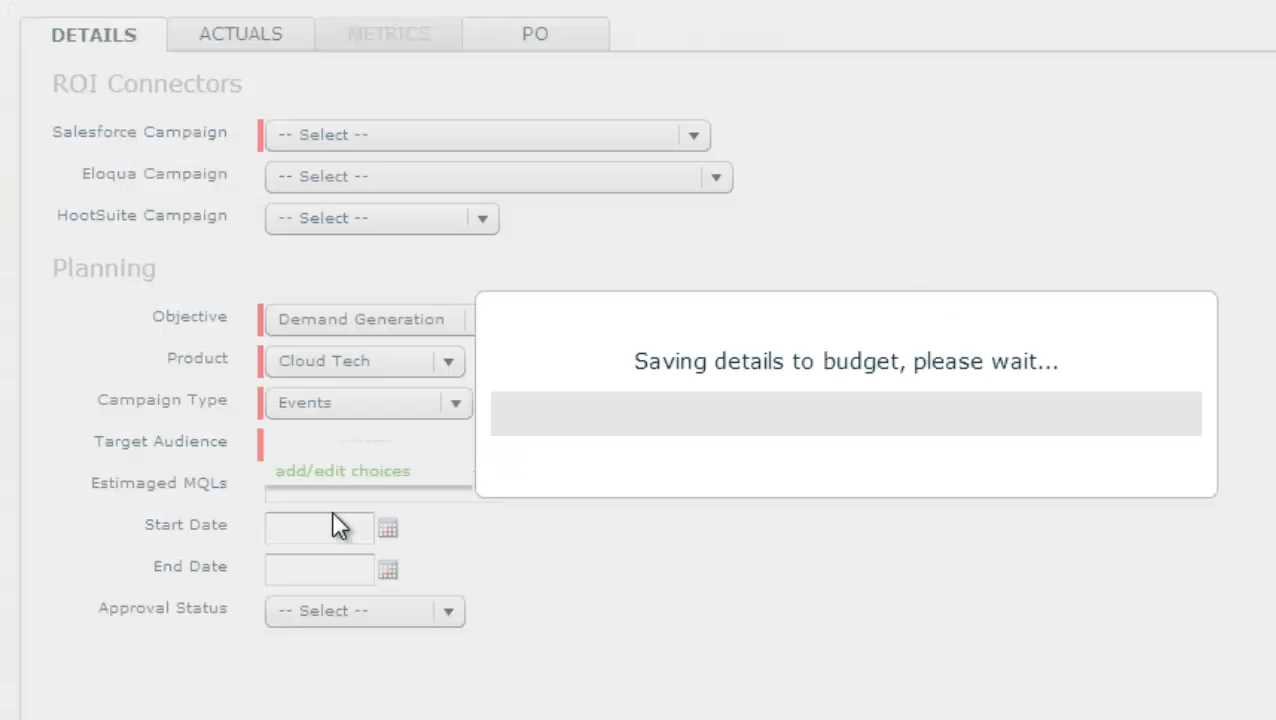 DETAILS
ACTUALS
METRICS
PO
ROI Connectors
Salesforce Campaign
-- Select --
Eloqua Campaign
-- Select --
HootSuite Campaign
-- Select --
Planning
Objective
Demand Generation
Product
Cloud Tech
Campaign Type
Events
Target Audience
add/edit choices
Estimaged MQLs
Start Date
End Date
Approval Status
-- Select --
Saving details to budget, please wait...